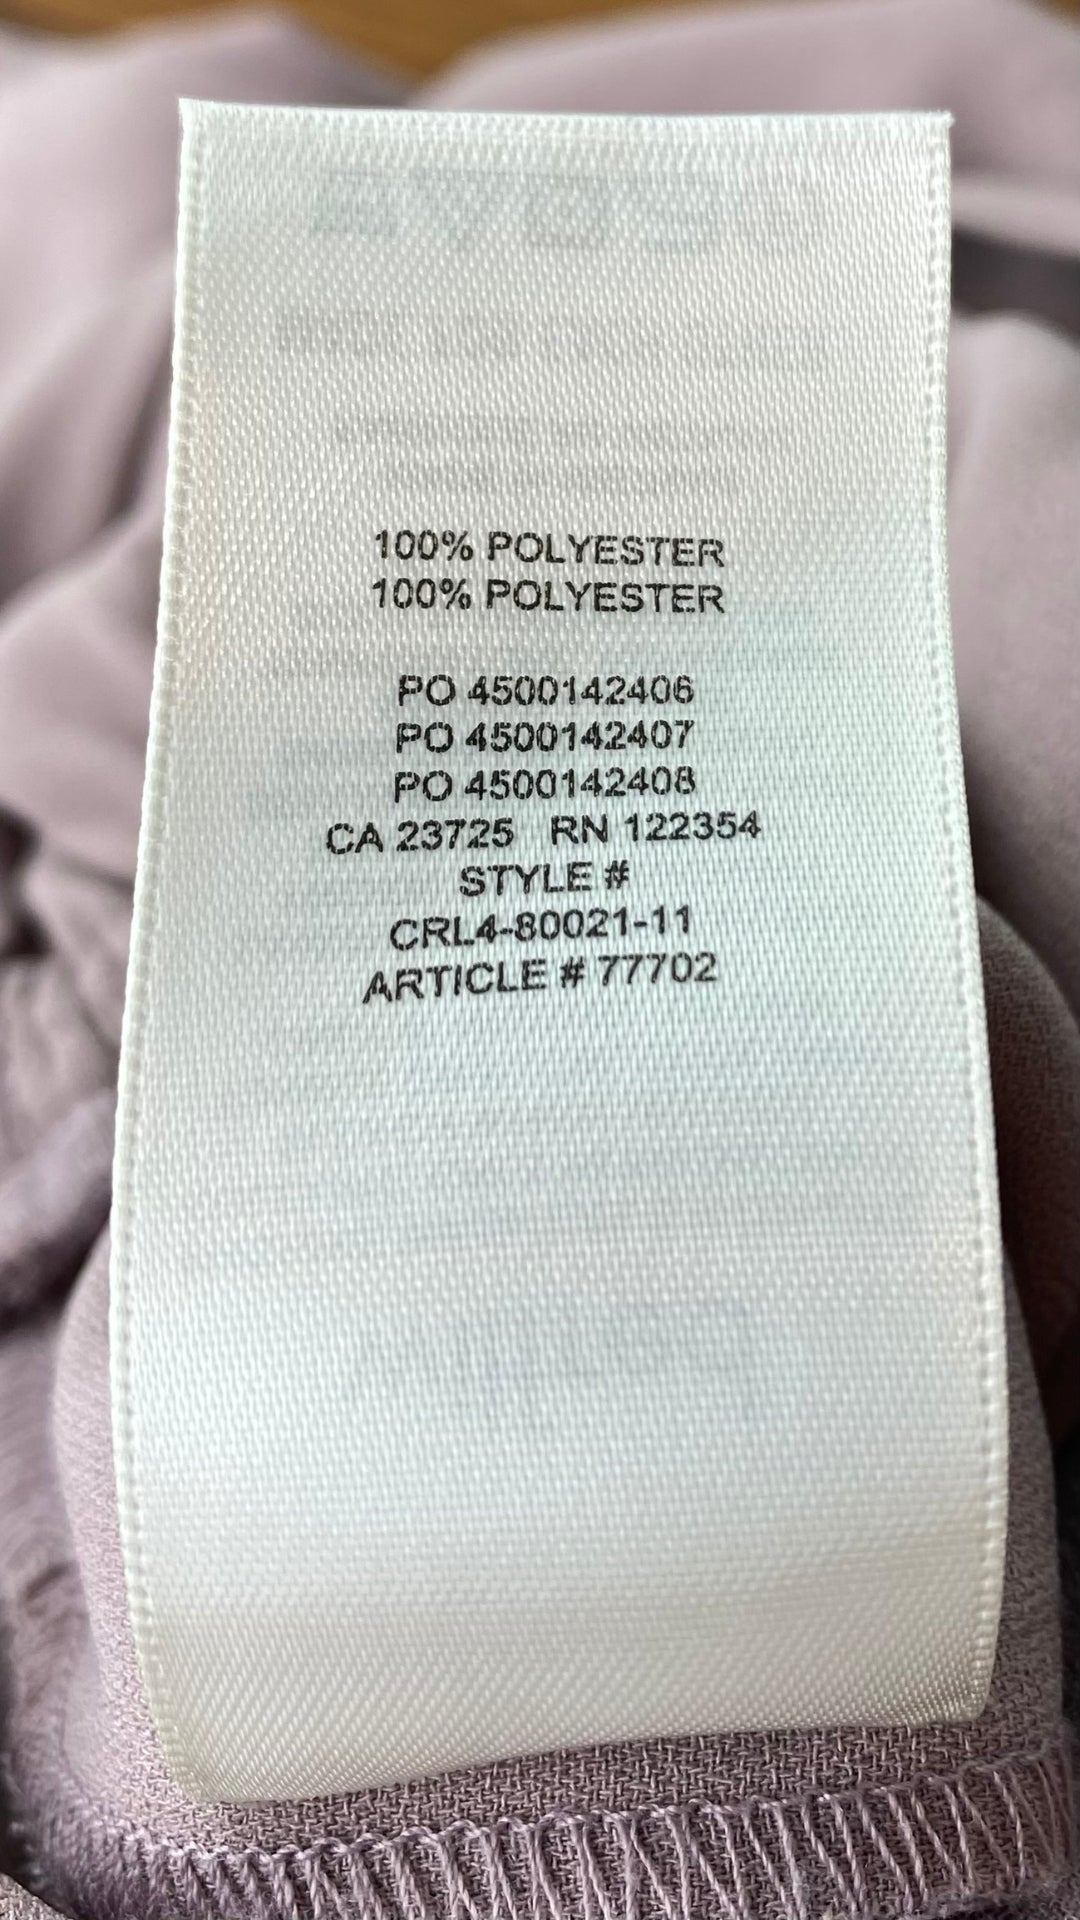 100% POLYESTER
100% POLYESTER
PO 4500142406
PO 4500142407
PO 4500142408
CA 23725 RN 122354
STYLE #
CRL4-80021-11
ARTICLE # 77702